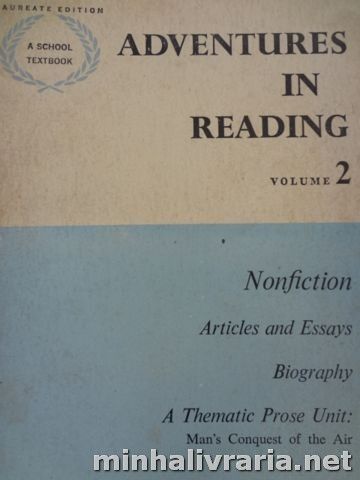 AUREATE EDITION
A SCHOOL
TEXTBOOK
ADVENTURES
IN
READING
VOLUME 2
Nonfiction
Articles and Essays
Biography
A Thematic Prose Unit:
Man's Conquest of the Air
minhalivraria.net